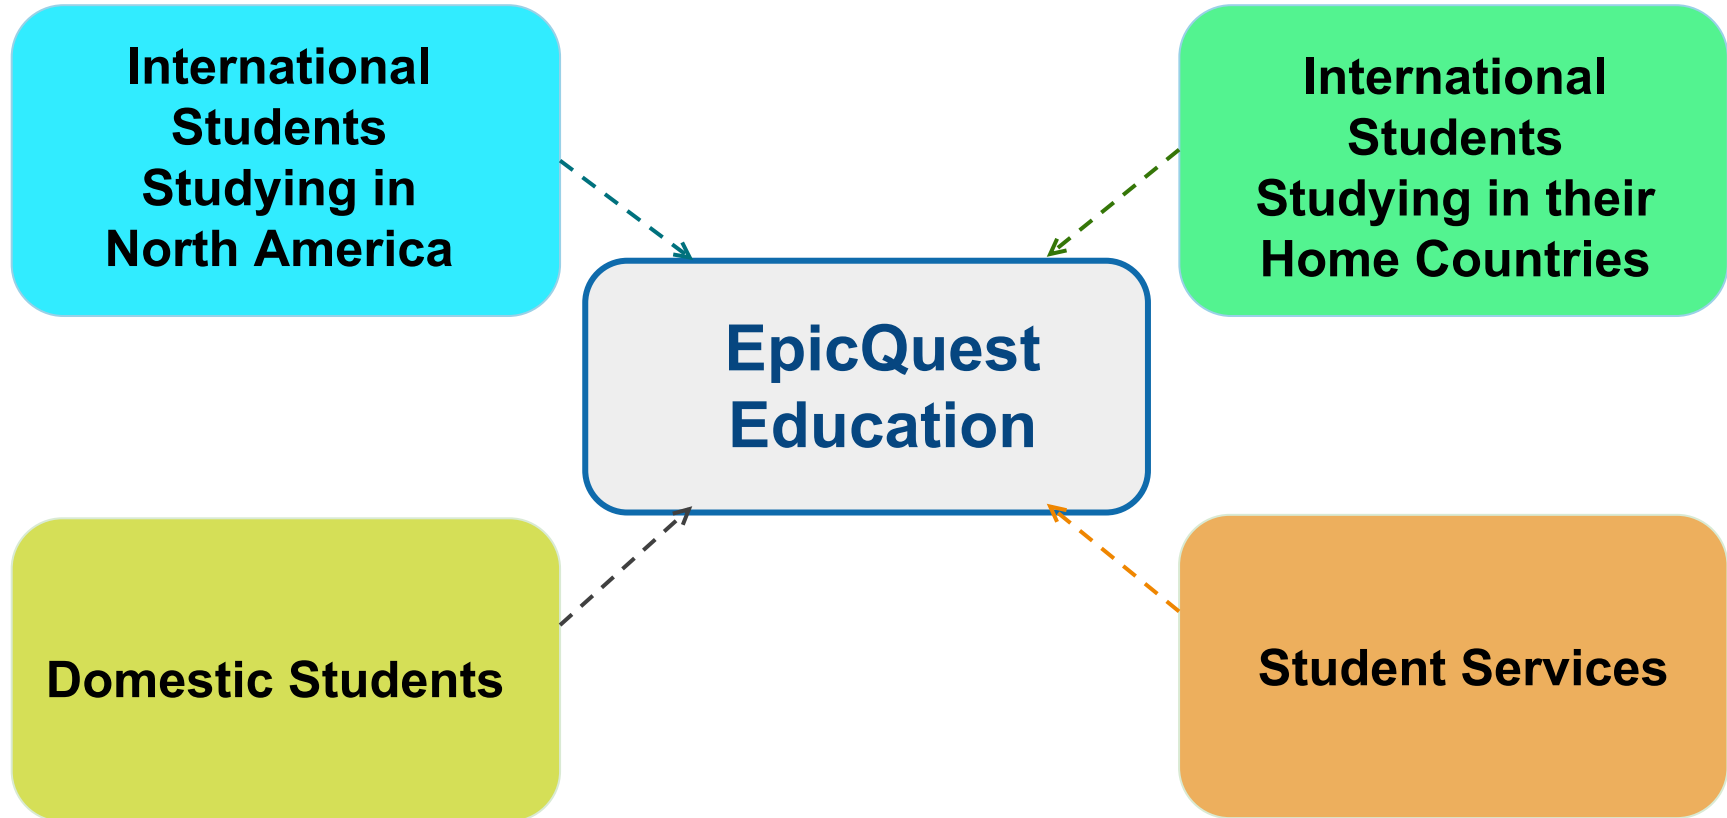 International
Students
Studying in
North America
International
Students
Studying in their
Home Countries
EpicQuest
Education
Domestic Students
Student Services